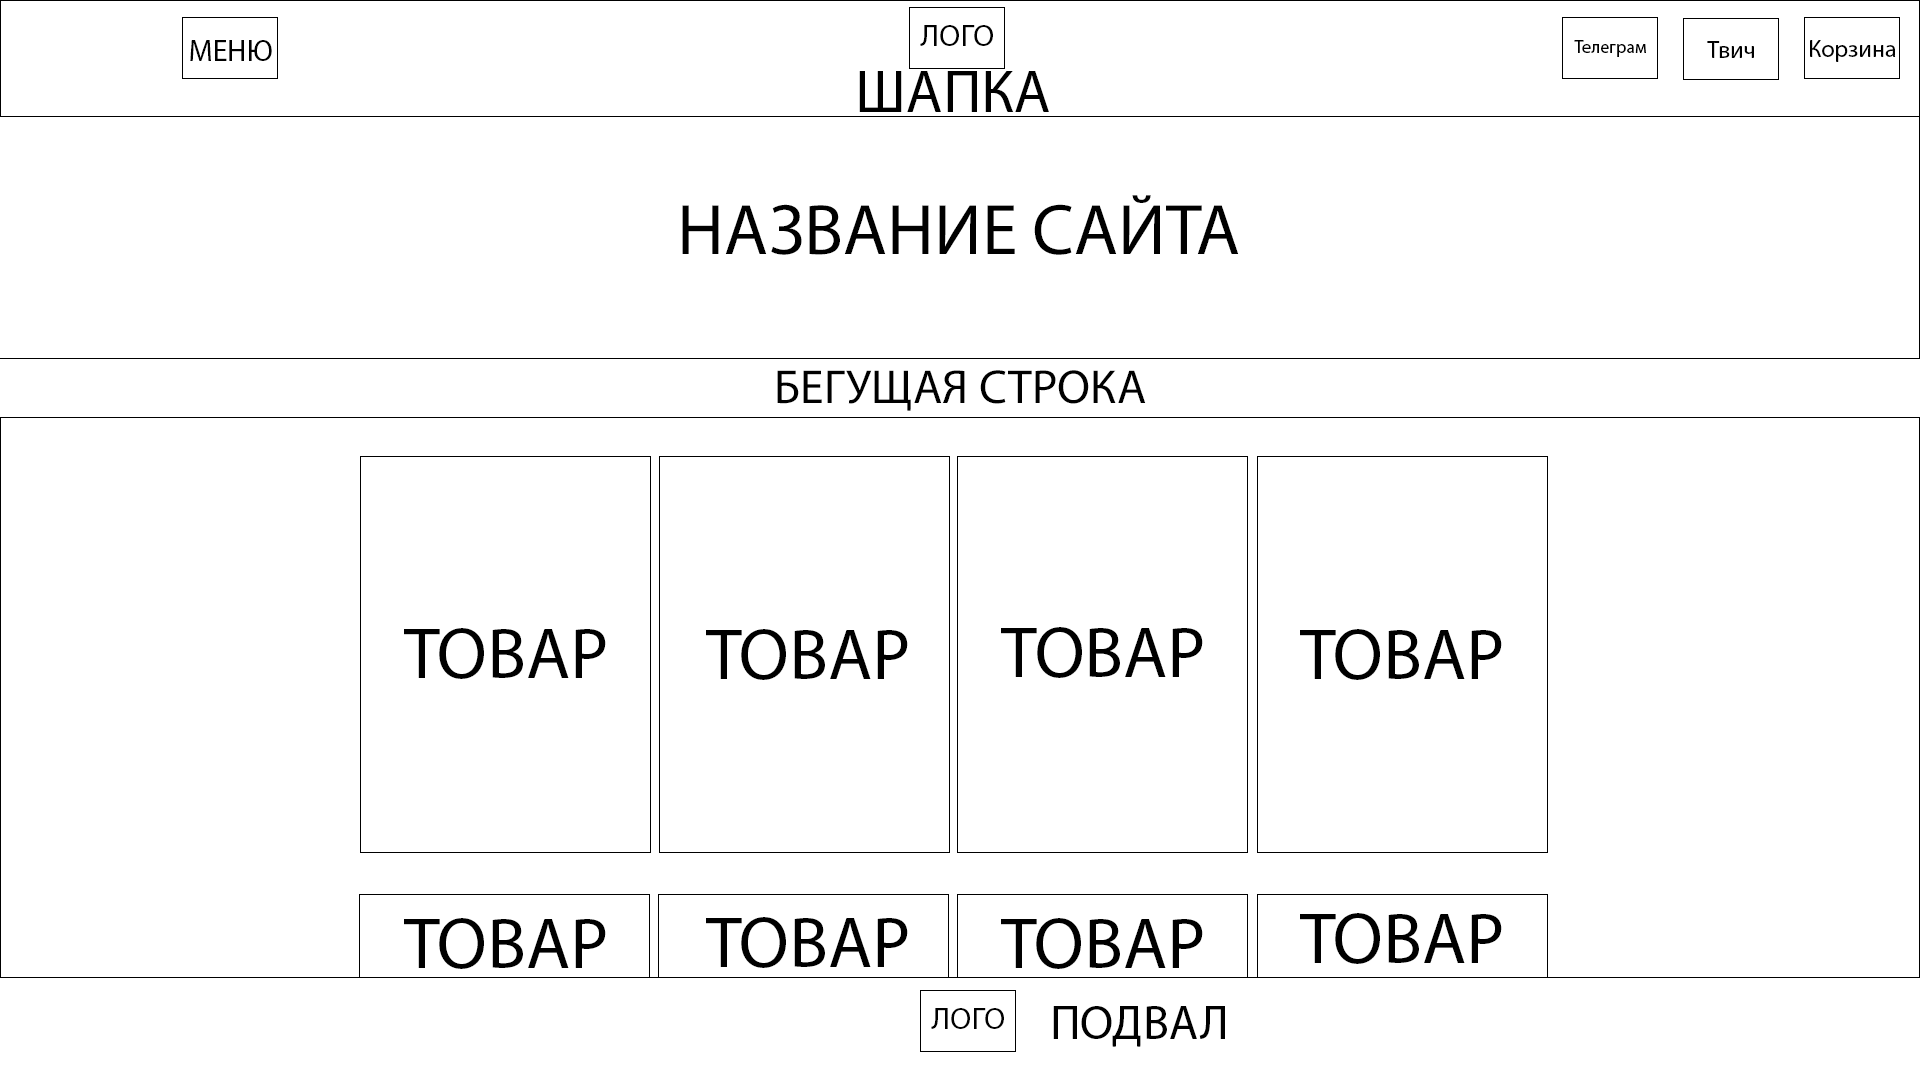 МЕНЮ
ЛОГО
Телеграм
Твич
Корзина
ШАПКА
НАЗВАНИЕ САЙТА
БЕГУЩАЯ СТРОКА
ТОВАР
ТОВАР
ТОВАР
ТОВАР
ТОВАР
ТОВАР
ТОВАР
ТОВАР
ЛОГО
ПОДВАЛ